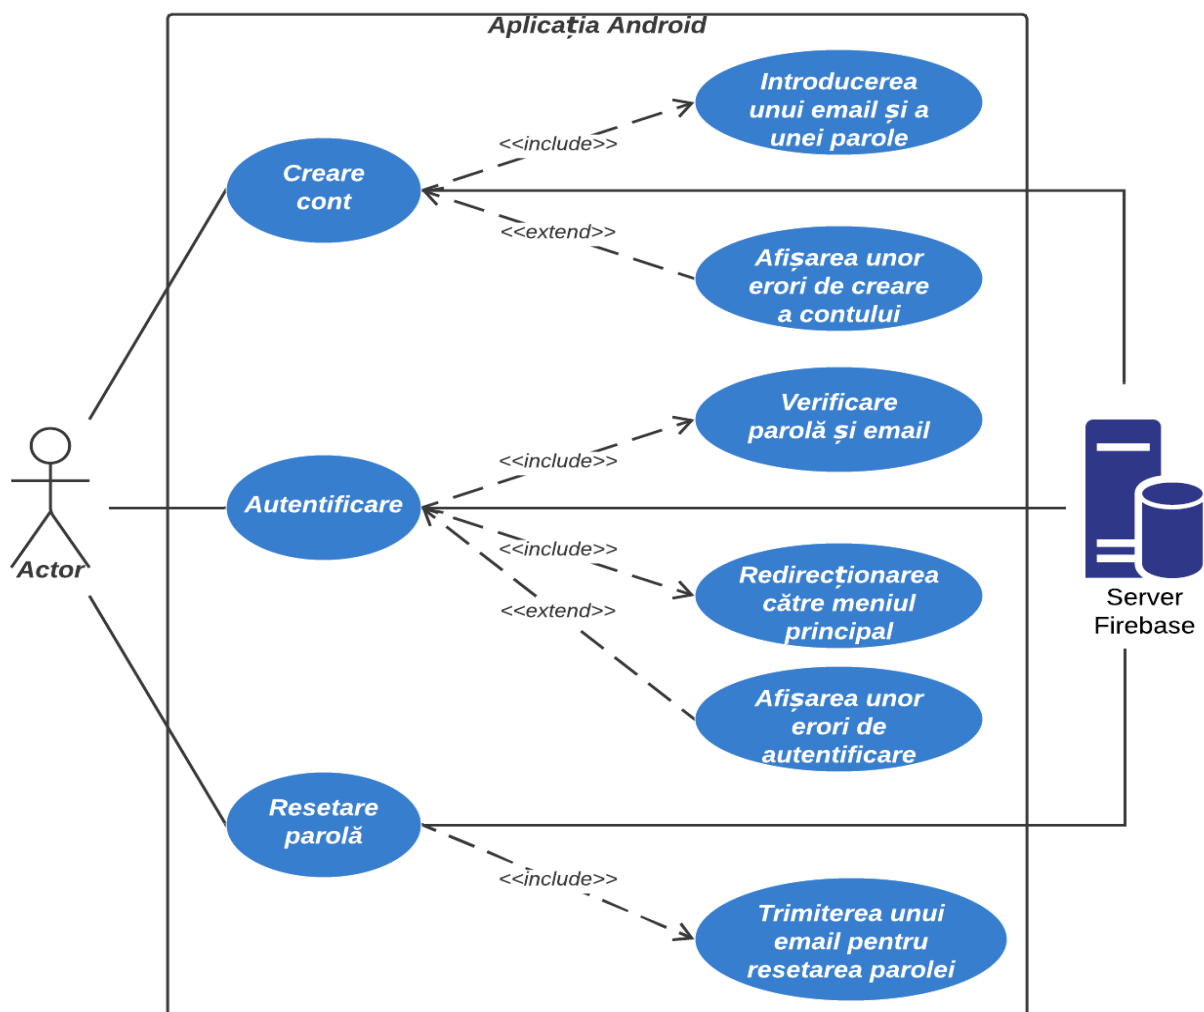 Aplicația Android
Introducerea
unui email și a
unei parole
<<include>>
Creare
cont
<<extend>>
Afișarea unor
erori de creare
a contului
Verificare
parolă și email
<<include>>
Autentificare
Actor
<<include>>
Redirecționarea
către meniul
principal
<<extend>>
Server
Firebase
Afișarea unor
erori de
autentificare
Resetare
parolă
<<include>>
Trimiterea unui
email pentru
resetarea parolei